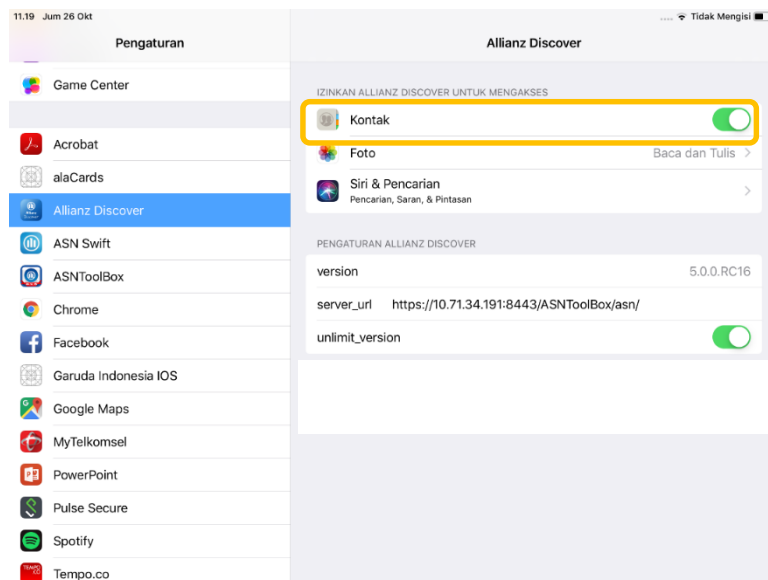 11.19 Jum 26 Okt
Tidak Mengisi
Pengaturan
Game Center
Acrobat
alaCards
Allianz Discover
ASN Swift
ASNToolBox
Chrome
Facebook
Garuda Indonesia IOS
Google Maps
MyTelkomsel
PowerPoint
Pulse Secure
Spotify
Tempo.co
Allianz Discover
IZINKAN ALLIANZ DISCOVER UNTUK MENGAKSES
Kontak
Foto Baca dan Tulis
Siri & Pencarian
Pencarian, Saran, & Pintasan
PENGATURAN ALLIANZ DISCOVER
version 5.0.0.RC16
server_url https://10.71.34.191:8443/ASNToolBox/asn/
unlimit_version